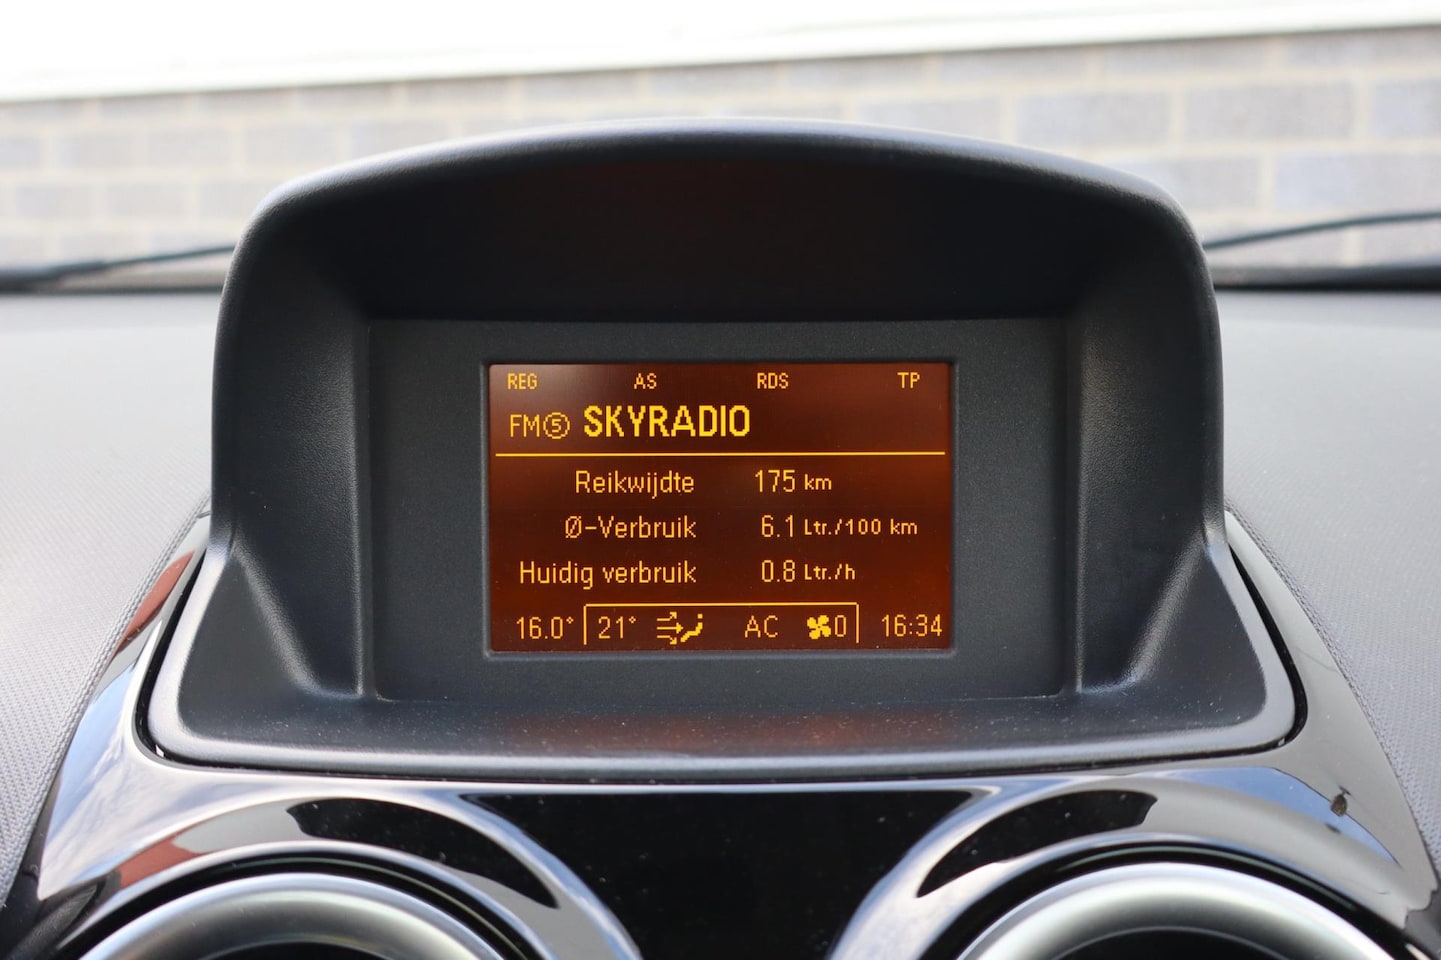 REG AS RDS TP
FM⑤ SKYRADIO
Reikwijdte 175 km
Ø-Verbruik 6.1 Ltr./100 km
Huidig verbruik 0.8 Ltr./h
16.0° 21° AC 0 16:34